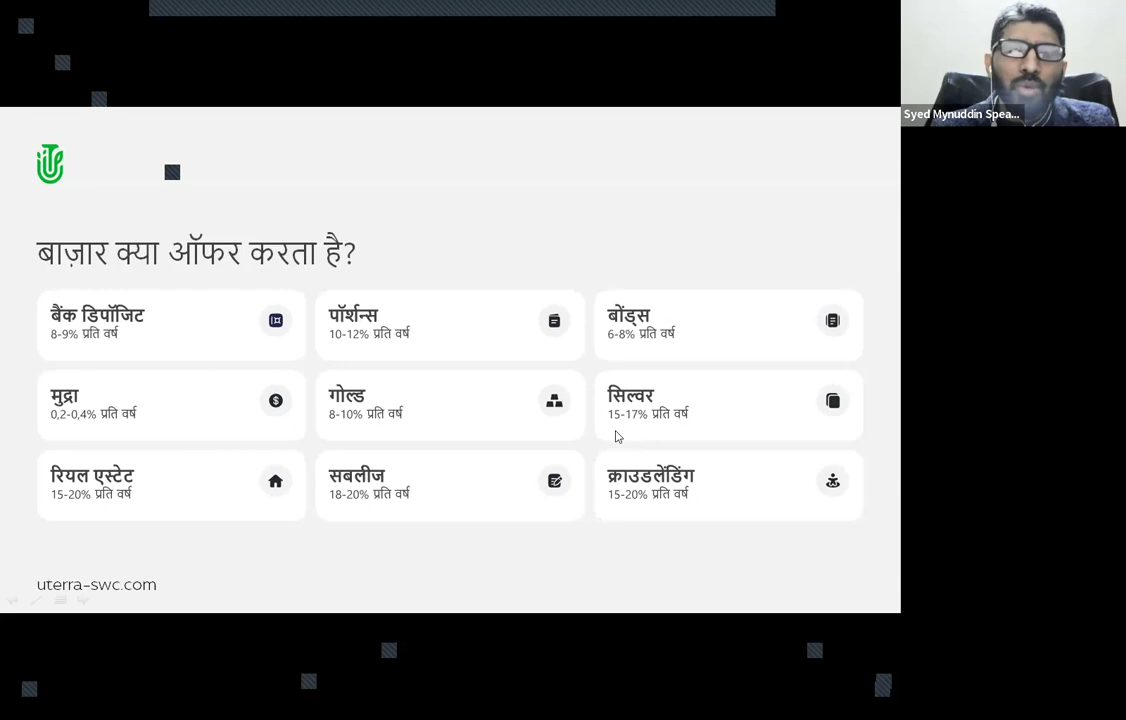 Syed Mynuddin Spea...
बाज़ार क्या ऑफर करता है?
बैंक डिपॉजिट
8-9% प्रति वर्ष
पॉर्शन्स
10-12% प्रति वर्ष
बोंड्स
6-8% प्रति वर्ष
मुद्रा
0,2-0,4% प्रति वर्ष
गोल्ड
8-10% प्रति वर्ष
सिल्वर
15-17% प्रति वर्ष
रियल एस्टेट
15-20% प्रति वर्ष
सबलीज
18-20% प्रति वर्ष
क्राउडलेंडिंग
15-20% प्रति वर्ष
uterra-swc.com